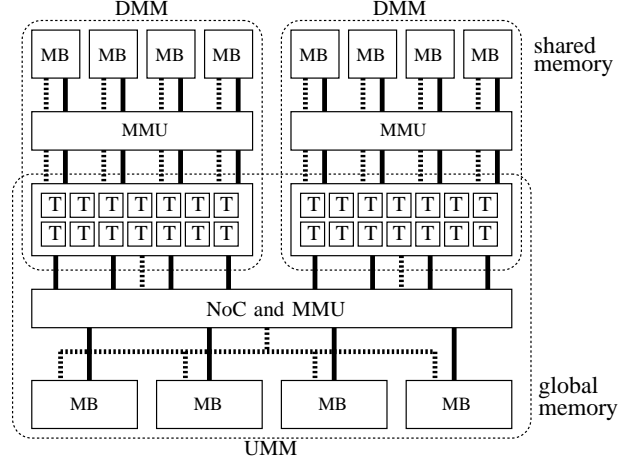 DMM DMM
MB MB MB MB MB MB MB MB
shared
memory
MMU MMU
T T T T T T T T T T T T T T
T T T T T T T T T T T T T T
NoC and MMU
MB MB MB MB
global
memory
UMM